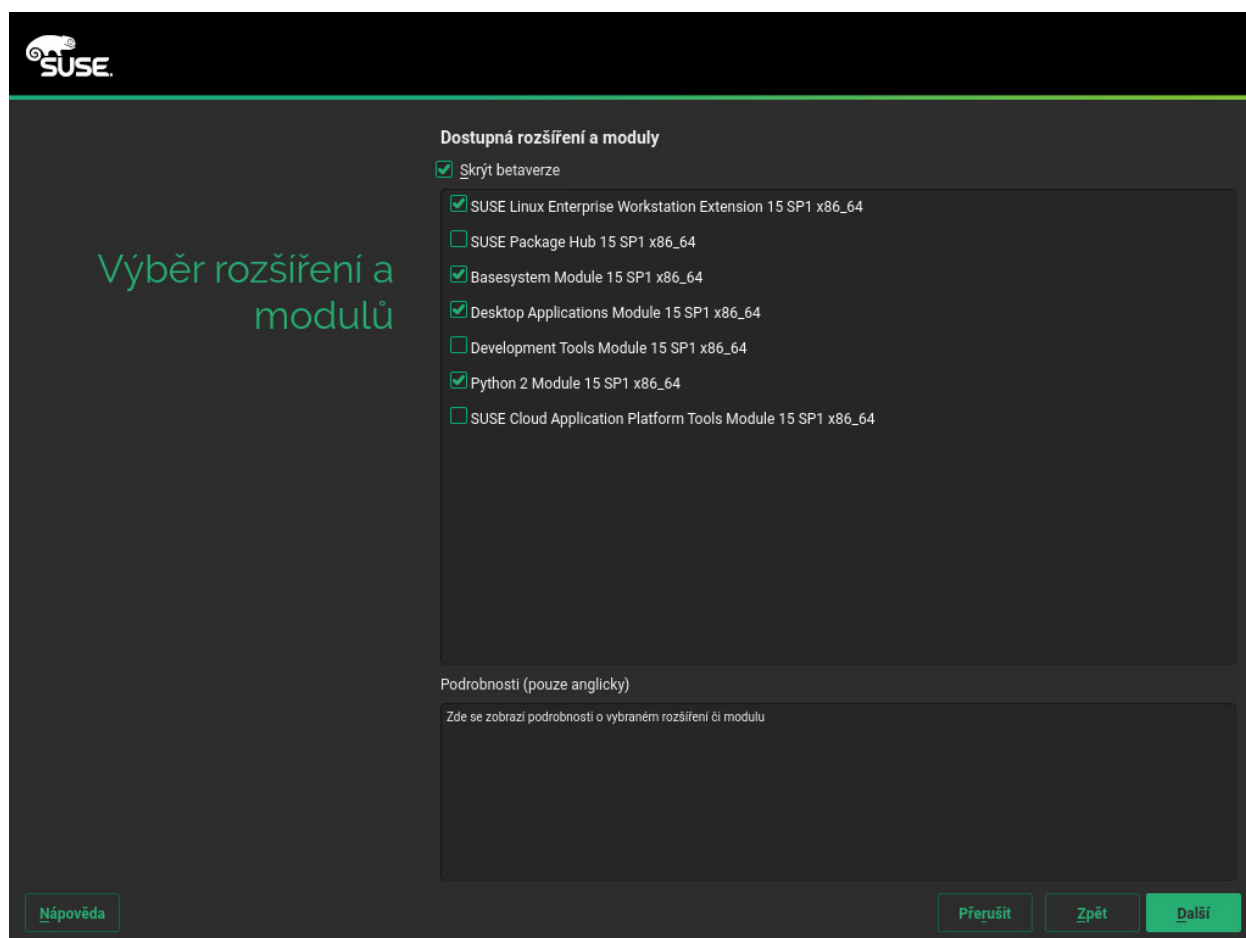 SUSE.
Výběr rozšíření a
modulů
Dostupná rozšíření a moduly
Skrýt betaverze
SUSE Linux Enterprise Workstation Extension 15 SP1 x86_64
SUSE Package Hub 15 SP1 x86_64
Basesystem Module 15 SP1 x86_64
Desktop Applications Module 15 SP1 x86_64
Development Tools Module 15 SP1 x86_64
Python 2 Module 15 SP1 x86_64
SUSE Cloud Application Platform Tools Module 15 SP1 x86_64
Podrobnosti (pouze anglicky)
Zde se zobrazí podrobnosti o vybraném rozšíření či modulu
Nápověda
Přerušit
Zpět
Další